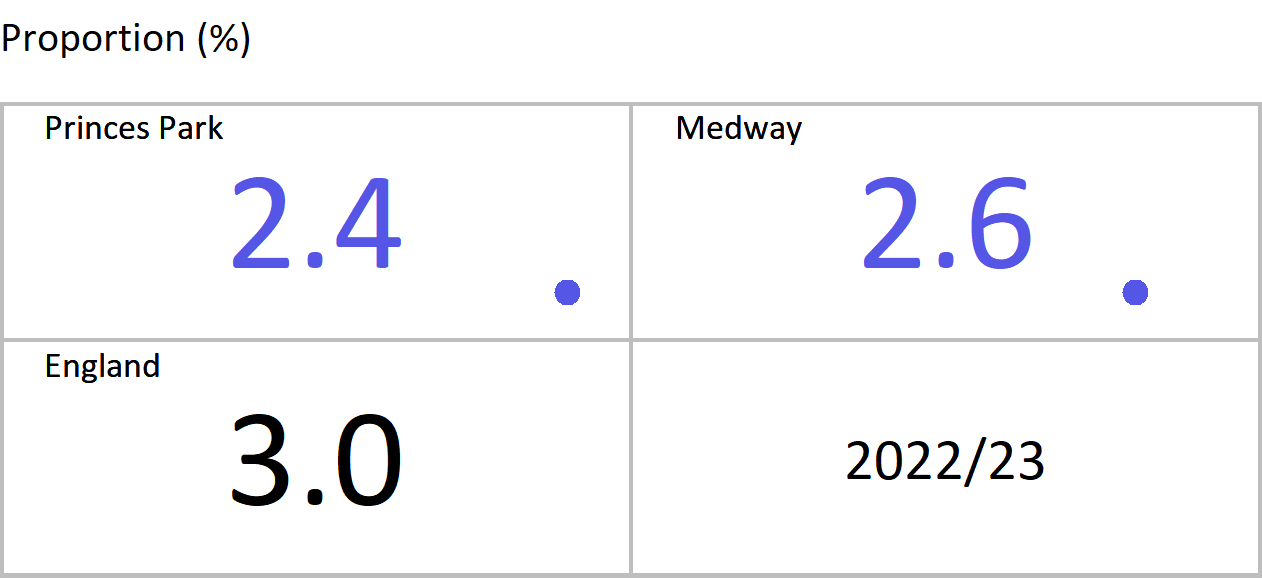 Proportion (%)
Princes Park
Medway
2.4
2.6
England
3.0
2022/23